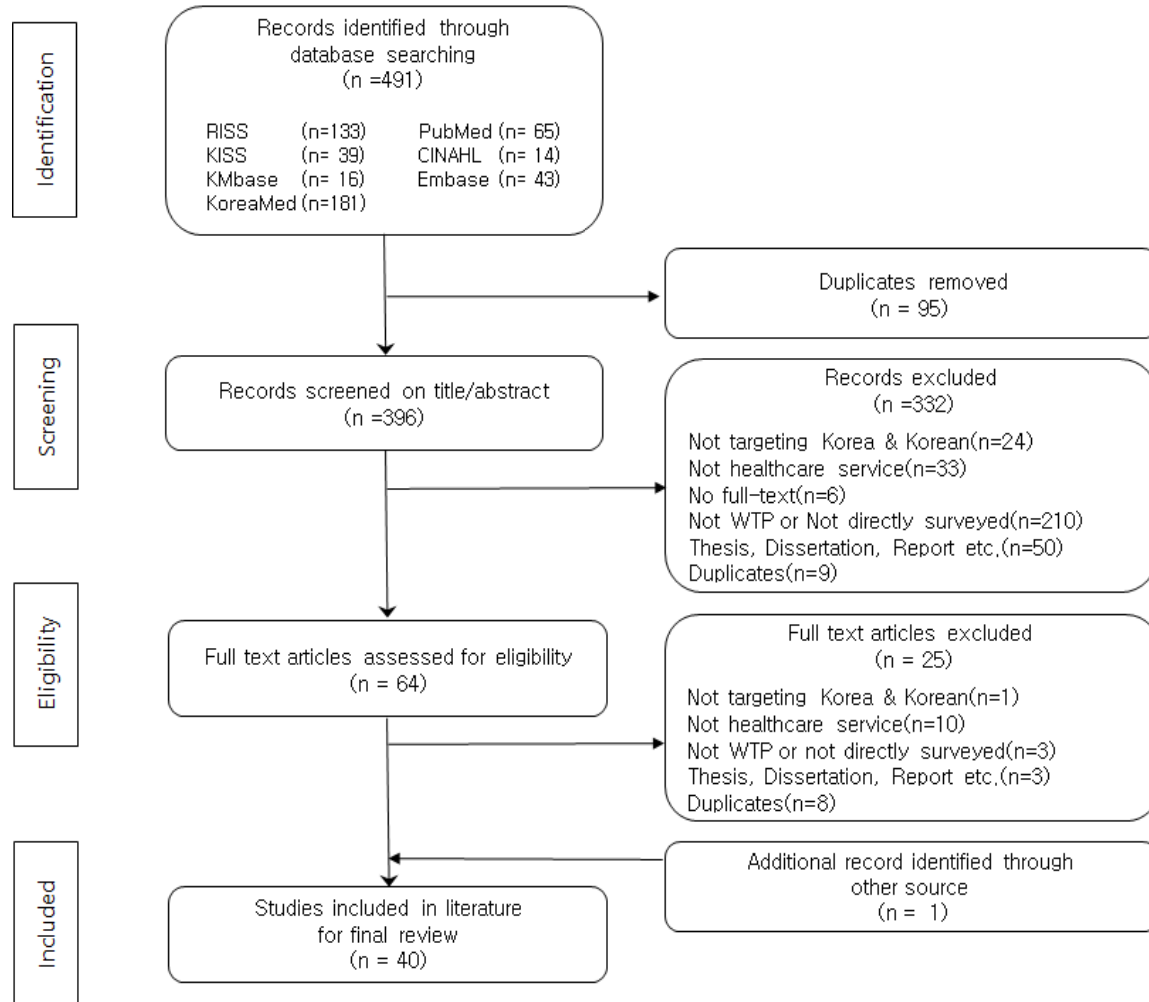 Identification
Records identified through
database searching
(n =491)
RISS (n=133) PubMed (n= 65)
KISS (n= 39) CINAHL (n= 14)
KMbase (n= 16) Embase (n= 43)
KoreaMed (n=181)
Duplicates removed
(n = 95)
Screening
Records screened on title/abstract
(n =396)
Records excluded
(n =332)
Not targeting Korea & Korean(n=24)
Not healthcare service(n=33)
No full-text(n=6)
Not WTP or Not directly surveyed(n=210)
Thesis, Dissertation, Report etc.(n=50)
Duplicates(n=9)
Eligibility
Full text articles assessed for eligibility
(n = 64)
Full text articles excluded
(n = 25)
Not targeting Korea & Korean(n=1)
Not healthcare service(n=10)
Not WTP or not directly surveyed(n=3)
Thesis, Dissertation, Report etc.(n=3)
Duplicates(n=8)
Included
Additional record identified through
other source
(n = 1)
Studies included in literature
for final review
(n = 40)